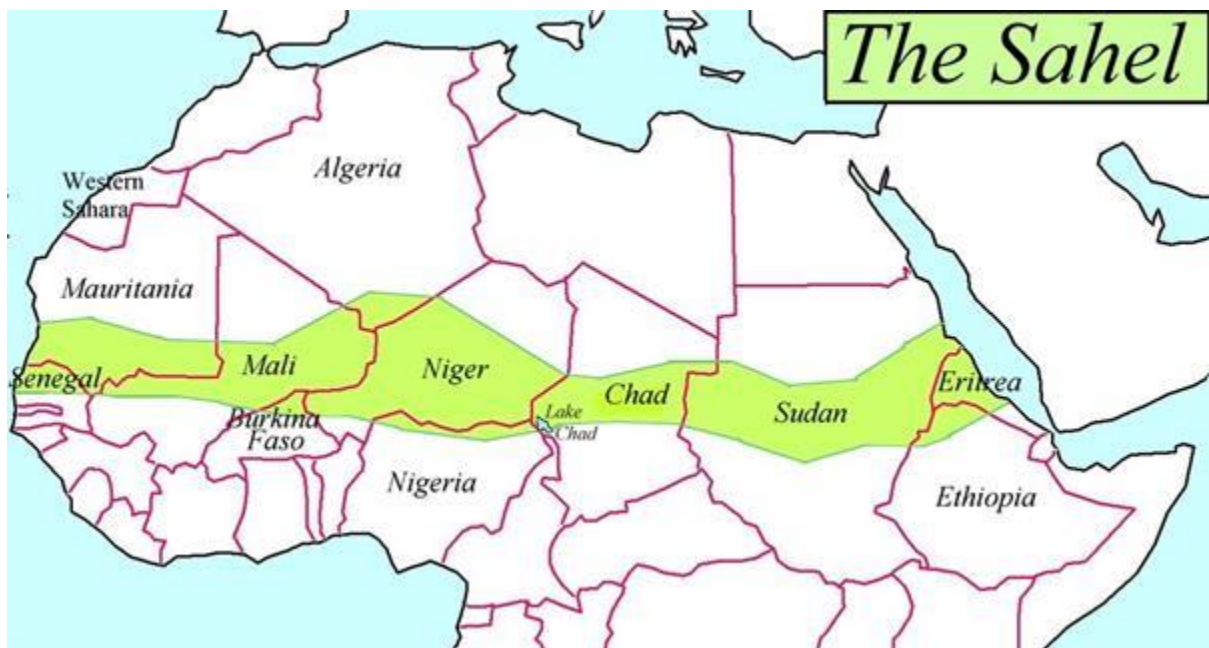 The Sahel
Algeria
Western
Sahara
Mauritania
Senegal
Mali
Niger
Chad
Sudan
Eritrea
Burkina
Faso
Lake
Chad
Nigeria
Ethiopia